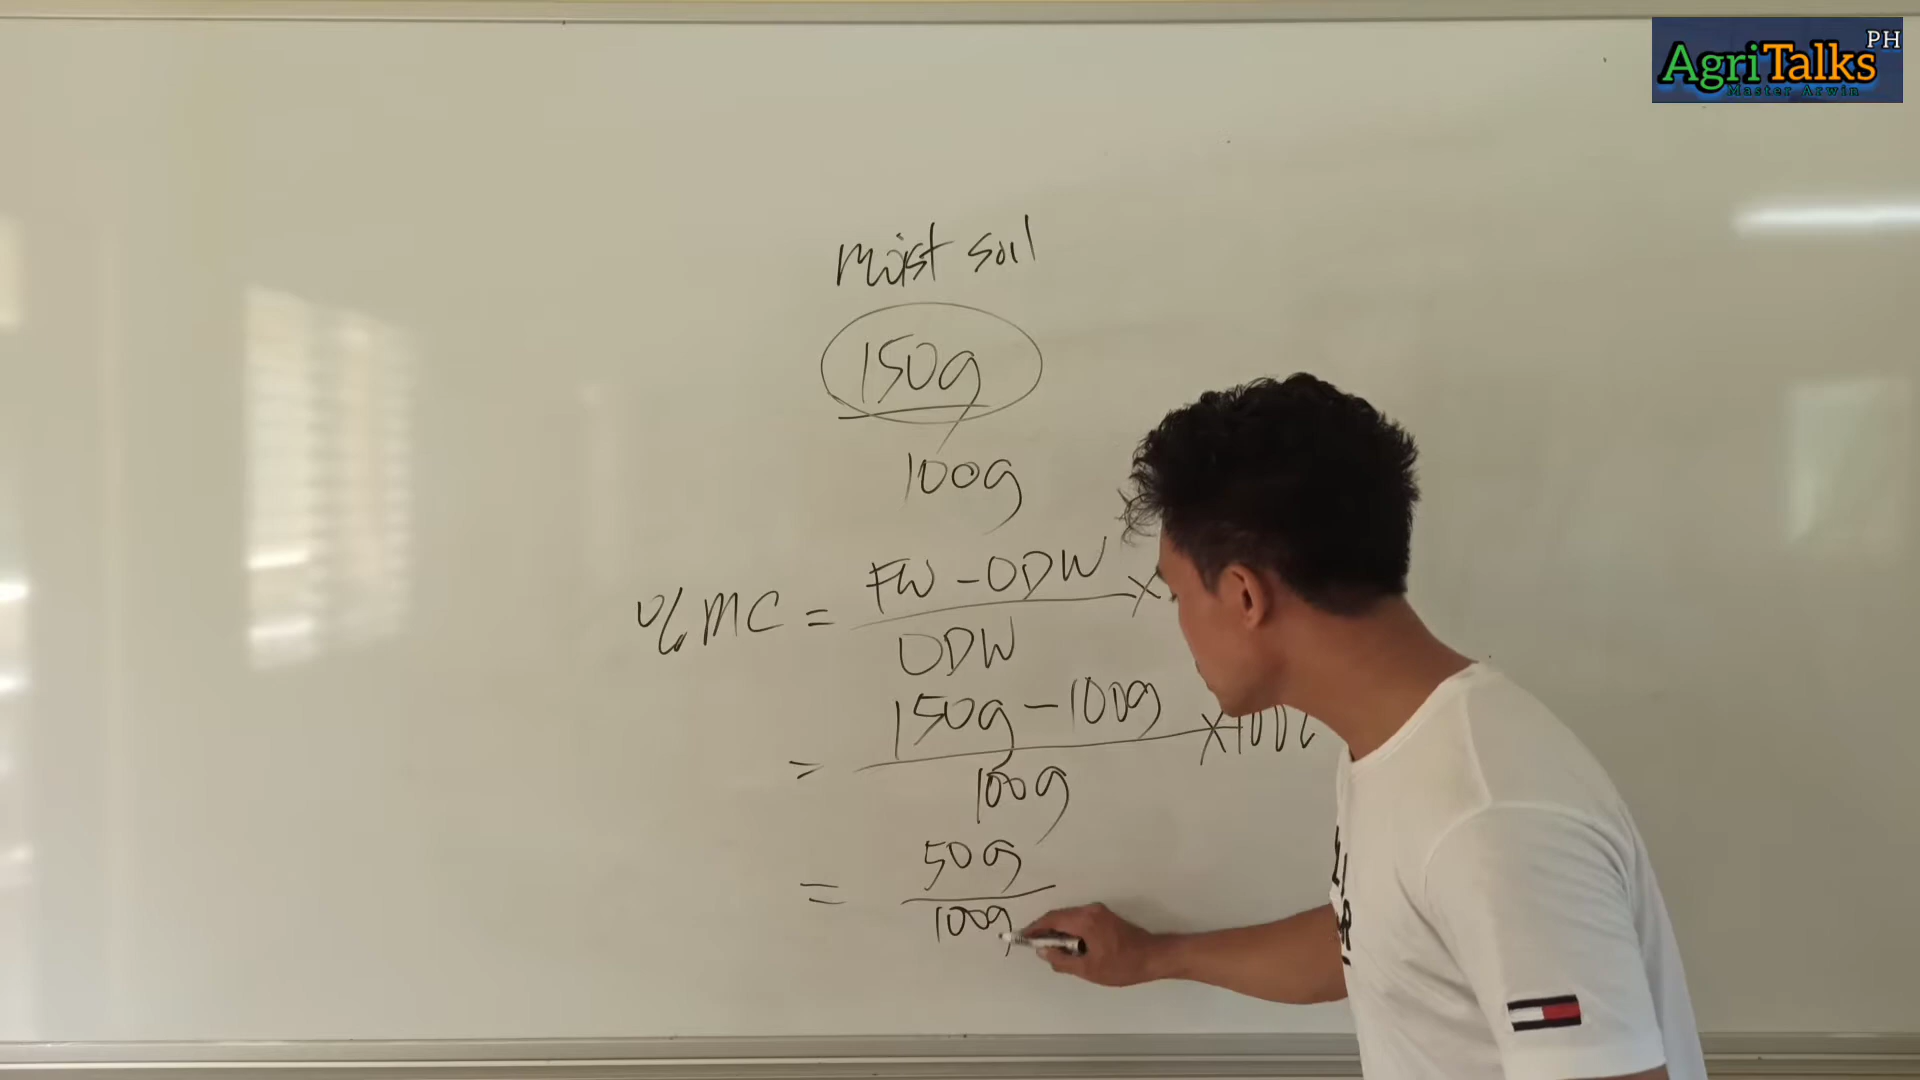 PH
AgriTalks
Master Arwin
moist soil
150g
100g
% MC = FW - ODW ×
ODW
= 150g - 100g × 100
100g
= 50g
100g